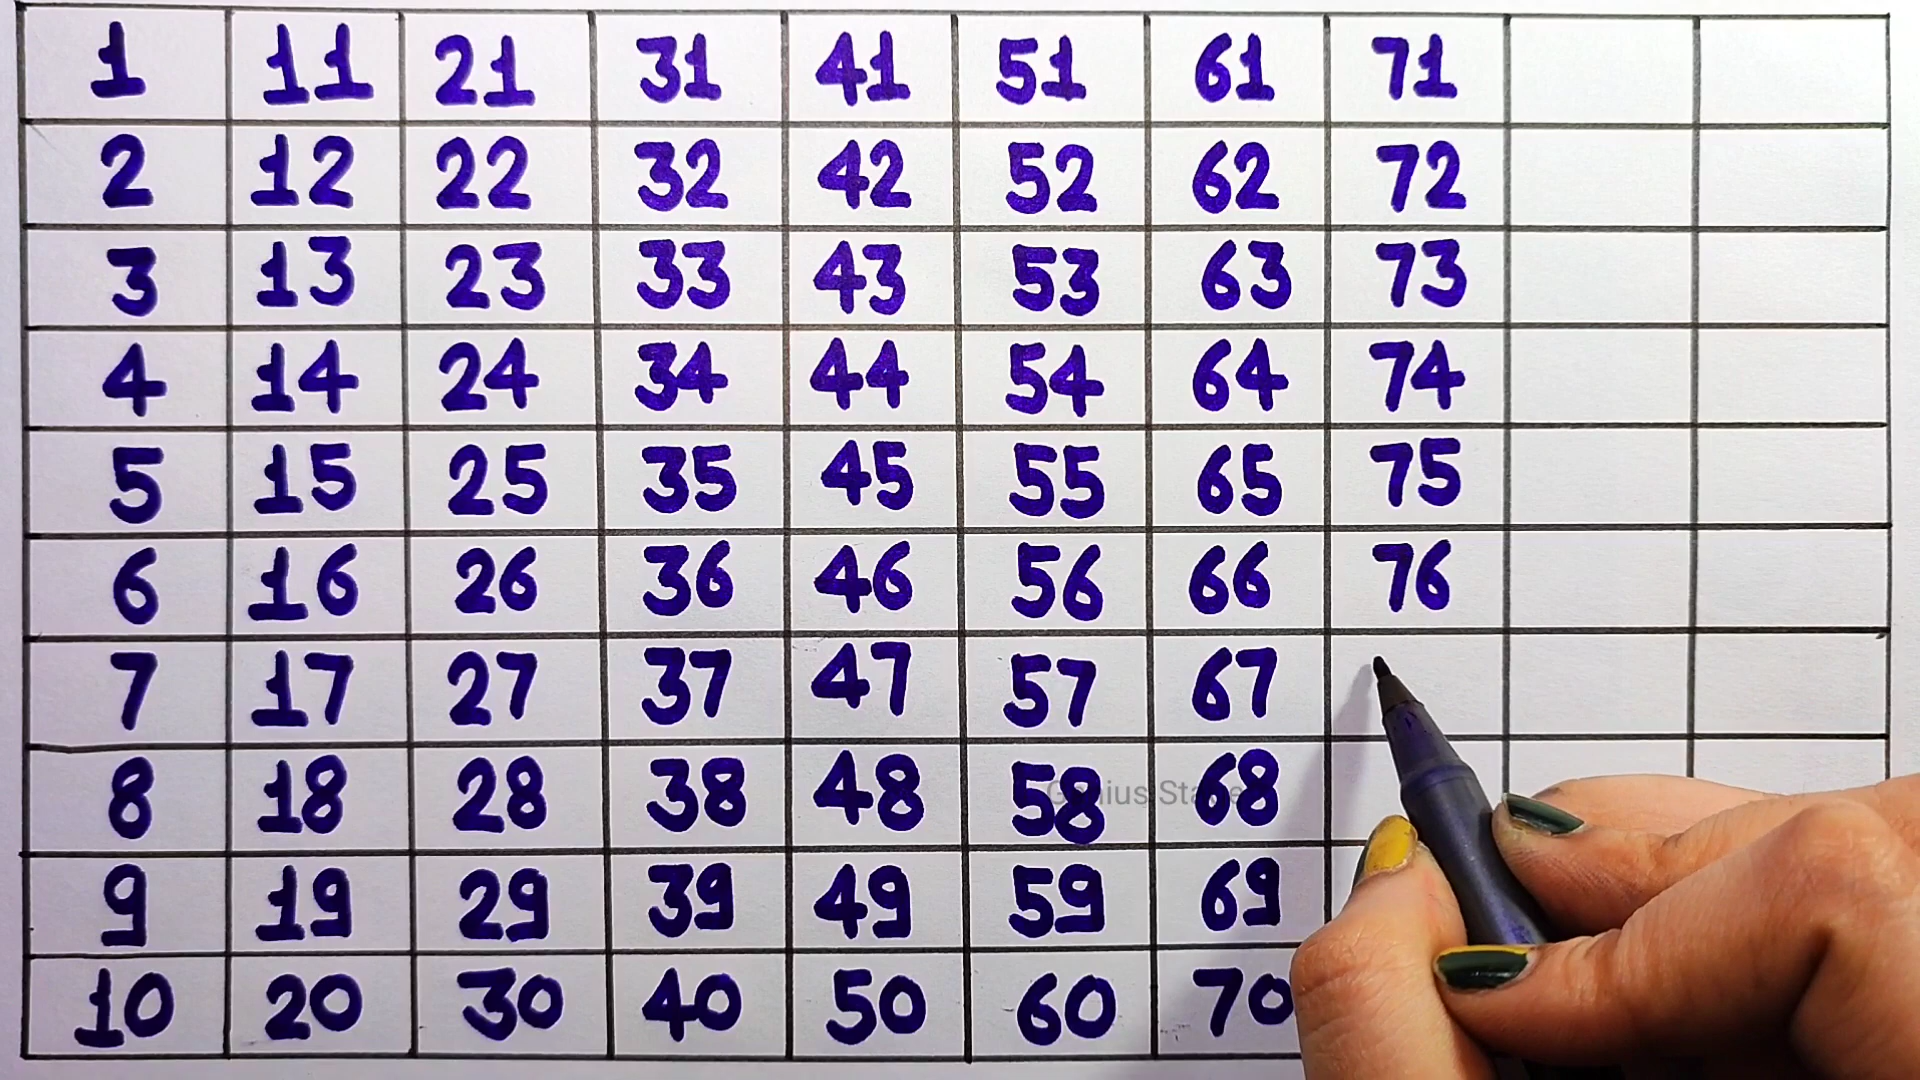 1 11 21 31 41 51 61 71
2 12 22 32 42 52 62 72
3 13 23 33 43 53 63 73
4 14 24 34 44 54 64 74
5 15 25 35 45 55 65 75
6 16 26 36 46 56 66 76
7 17 27 37 47 57 67
8 18 28 38 48 58 68
9 19 29 39 49 59 69
10 20 30 40 50 60 70